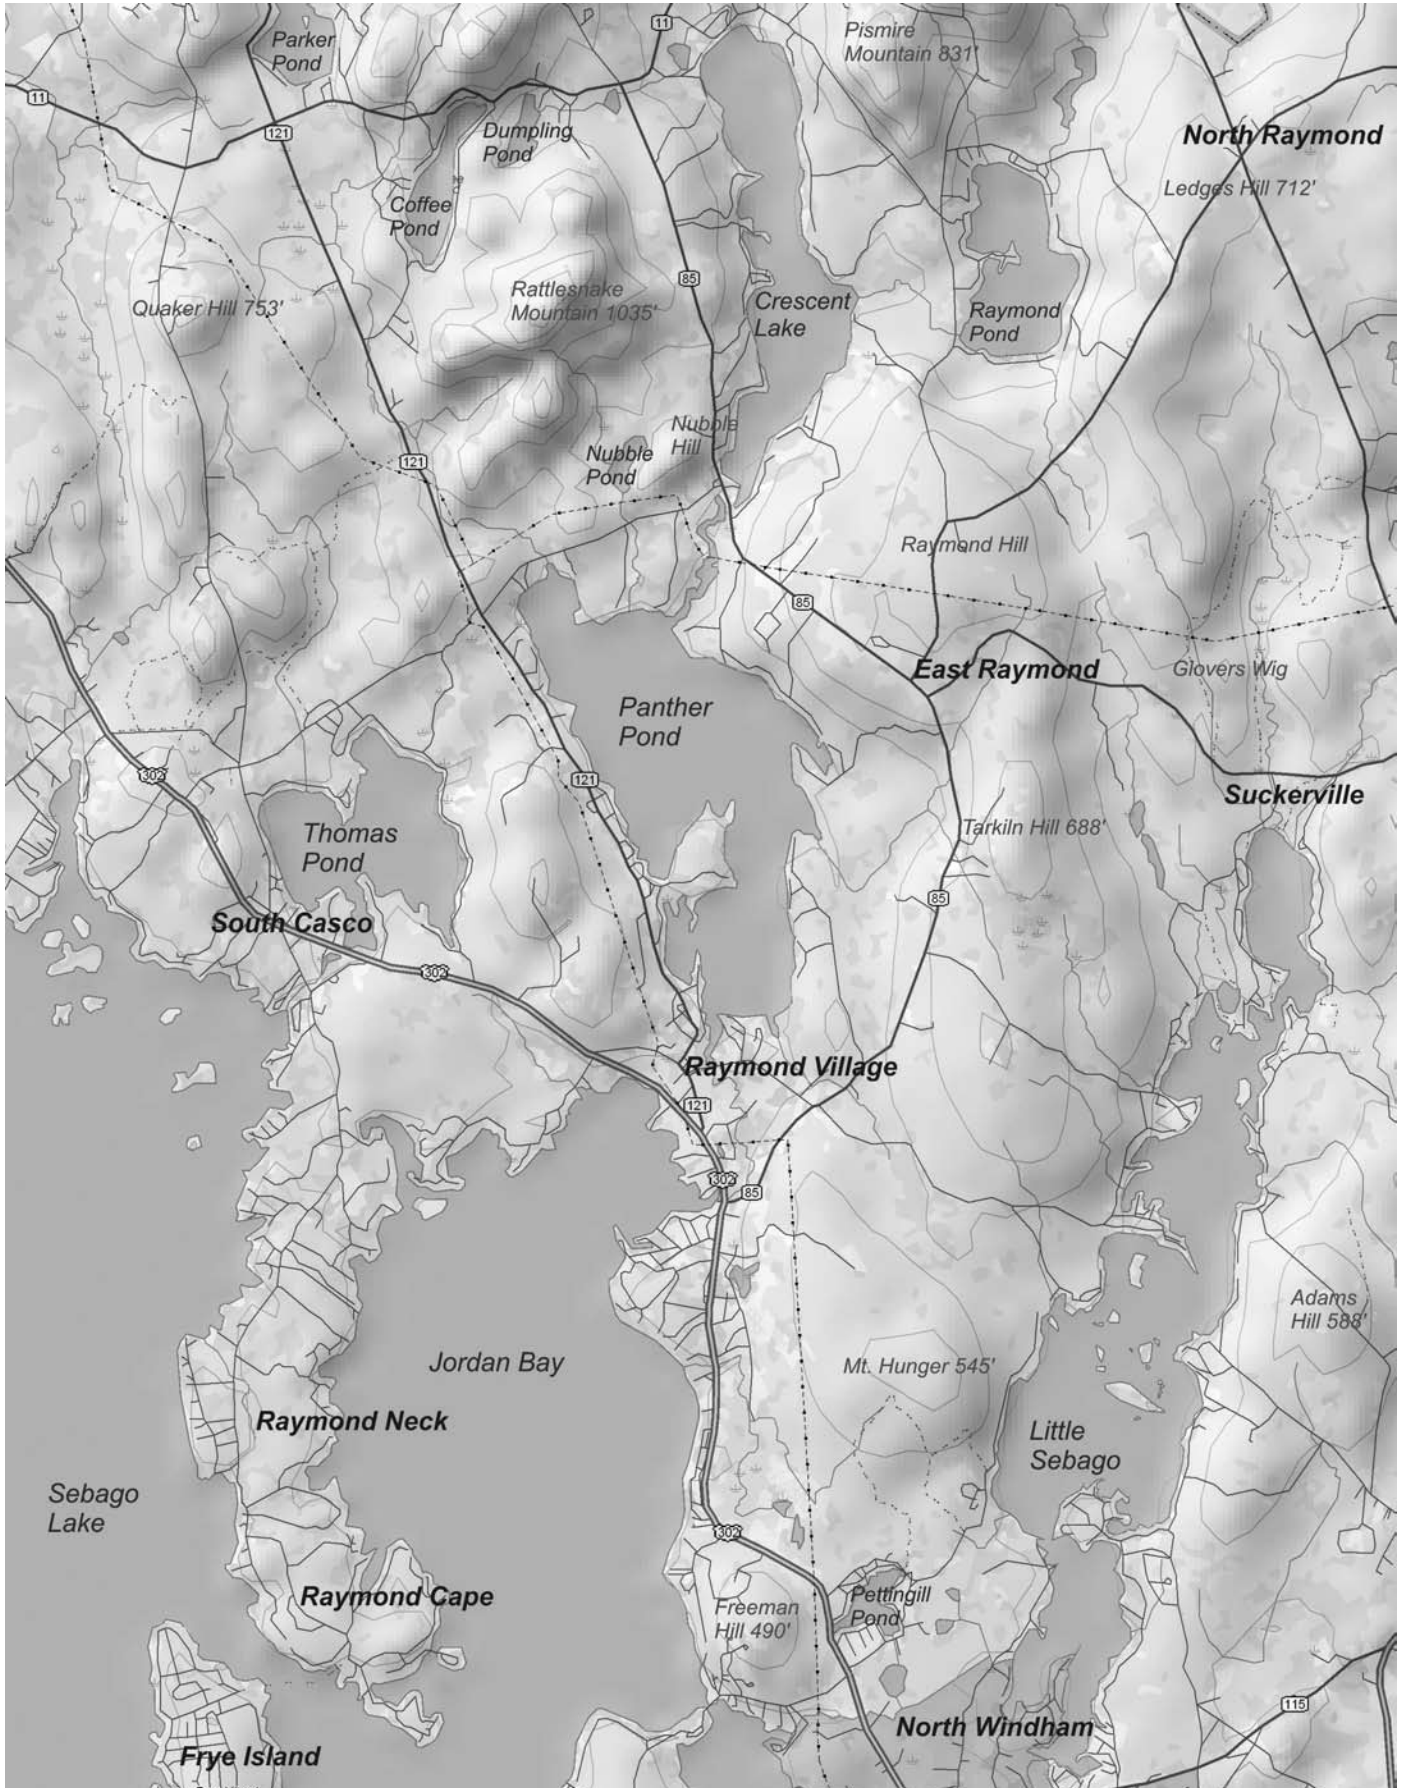 11
Parker
Pond
Pismire
Mountain 831'
11
121
Dumpling
Pond
North Raymond
Ledges Hill 712'
Coffee
Pond
85
Rattlesnake
Mountain 1035'
Quaker Hill 753'
Crescent
Lake
Raymond
Pond
Nubble
Hill
Nubble
Pond
121
Raymond Hill
85
East Raymond
Glovers Wig
Panther
Pond
302
121
Suckerville
Thomas
Pond
Tarkiln Hill 688'
85
South Casco
302
Raymond Village
121
302
85
Adams
Hill 588'
Jordan Bay
Mt. Hunger 545'
Raymond Neck
Little
Sebago
Sebago
Lake
302
Raymond Cape
Freeman
Hill 490'
Pettingill
Pond
115
North Windham
Frye Island